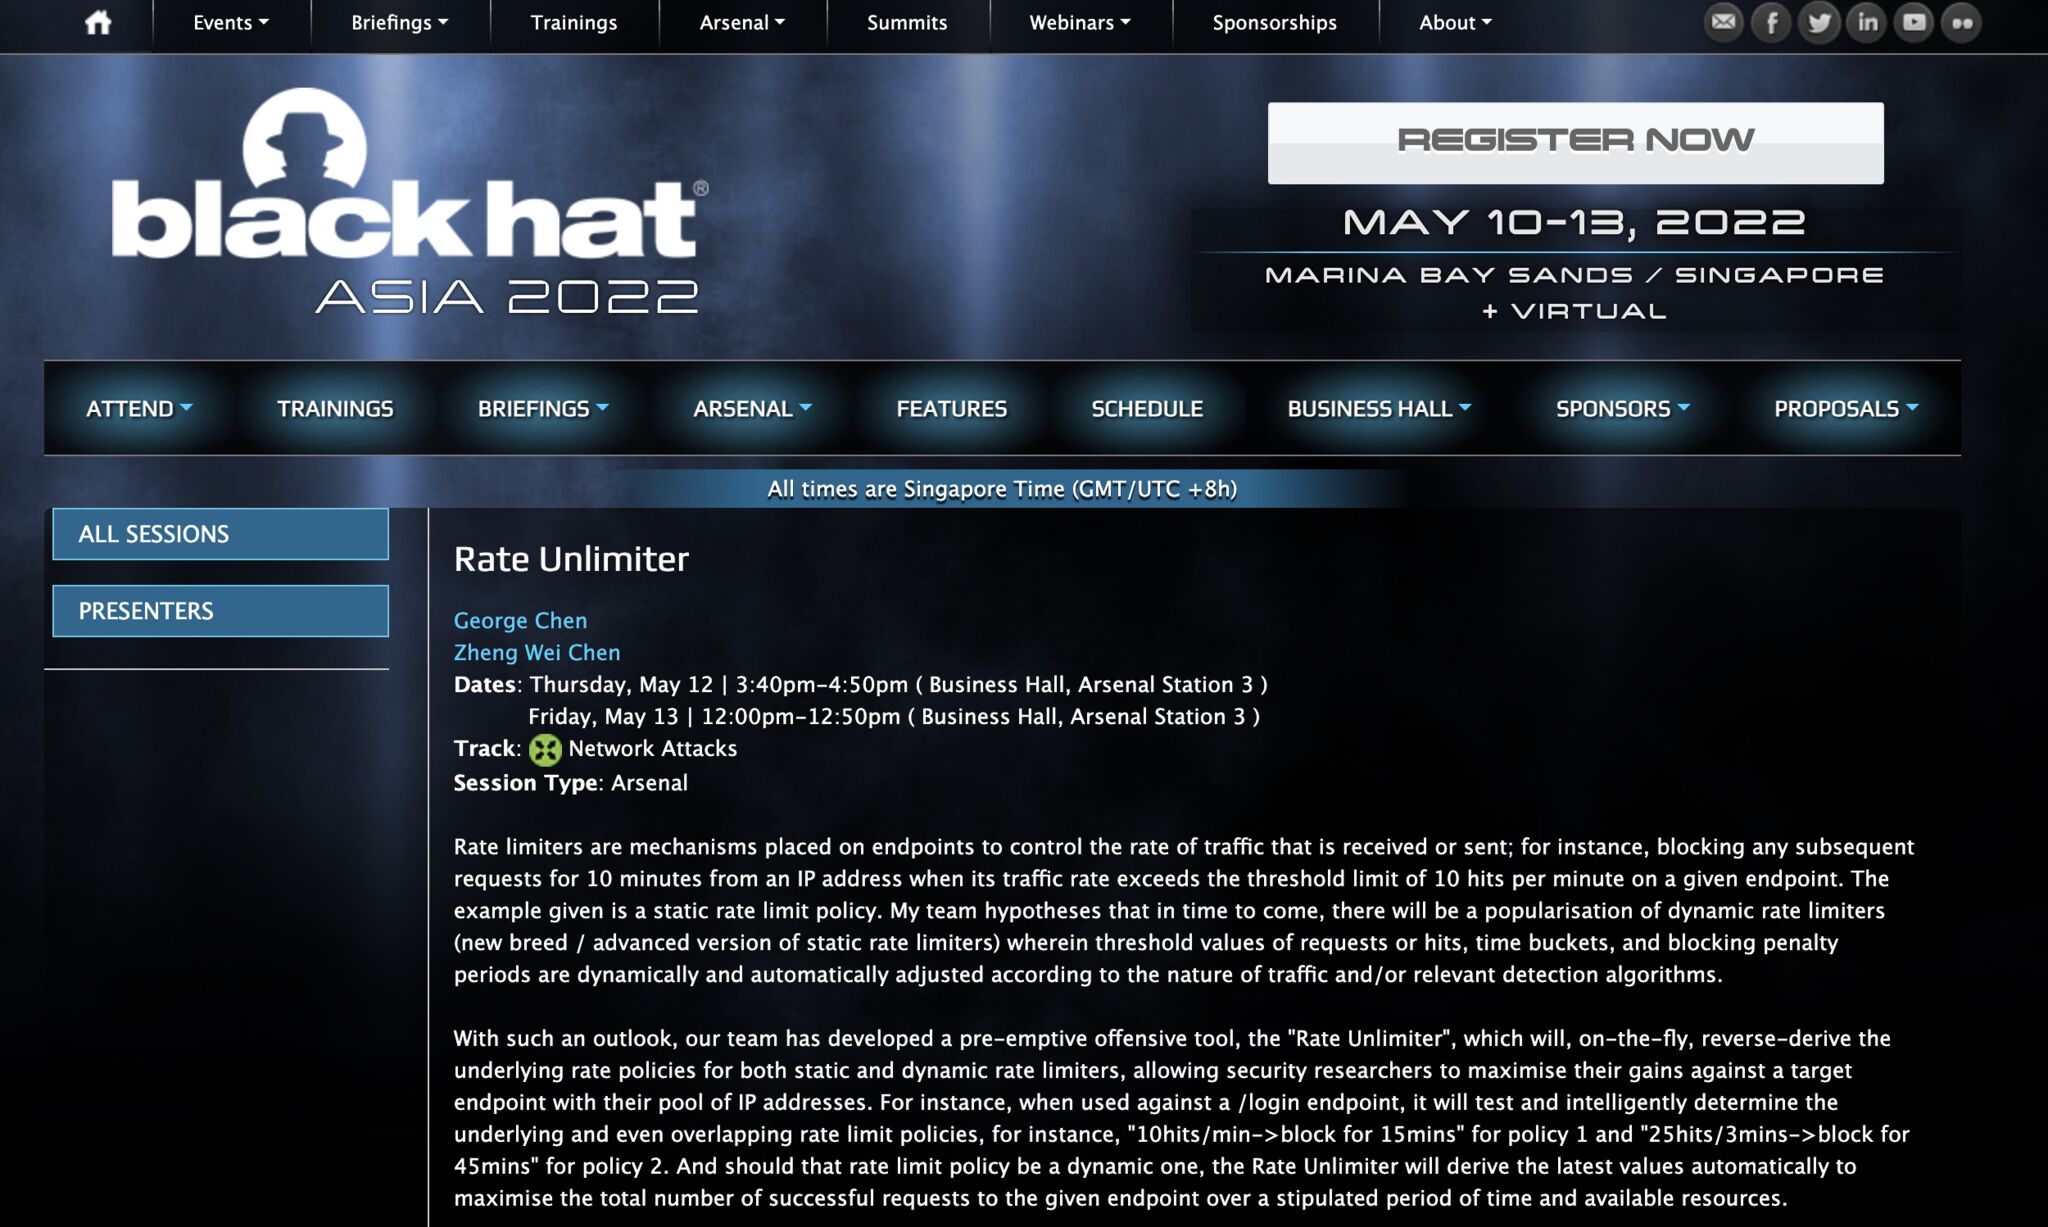 Events
Briefings
Trainings
Arsenal
Summits
Webinars
Sponsorships
About
black hat®
ASIA 2022
REGISTER NOW
MAY 10-13, 2022
MARINA BAY SANDS / SINGAPORE
+ VIRTUAL
ATTEND
TRAININGS
BRIEFINGS
ARSENAL
FEATURES
SCHEDULE
BUSINESS HALL
SPONSORS
PROPOSALS
All times are Singapore Time (GMT/UTC +8h)
ALL SESSIONS
PRESENTERS
Rate Unlimiter
George Chen
Zheng Wei Chen
Dates: Thursday, May 12 | 3:40pm-4:50pm ( Business Hall, Arsenal Station 3 )
Friday, May 13 | 12:00pm-12:50pm ( Business Hall, Arsenal Station 3 )
Track: Network Attacks
Session Type: Arsenal
Rate limiters are mechanisms placed on endpoints to control the rate of traffic that is received or sent; for instance, blocking any subsequent
requests for 10 minutes from an IP address when its traffic rate exceeds the threshold limit of 10 hits per minute on a given endpoint. The
example given is a static rate limit policy. My team hypotheses that in time to come, there will be a popularisation of dynamic rate limiters
(new breed / advanced version of static rate limiters) wherein threshold values of requests or hits, time buckets, and blocking penalty
periods are dynamically and automatically adjusted according to the nature of traffic and/or relevant detection algorithms.
With such an outlook, our team has developed a pre-emptive offensive tool, the "Rate Unlimiter", which will, on-the-fly, reverse-derive the
underlying rate policies for both static and dynamic rate limiters, allowing security researchers to maximise their gains against a target
endpoint with their pool of IP addresses. For instance, when used against a /login endpoint, it will test and intelligently determine the
underlying and even overlapping rate limit policies, for instance, "10hits/min->block for 15mins" for policy 1 and "25hits/3mins->block for
45mins" for policy 2. And should that rate limit policy be a dynamic one, the Rate Unlimiter will derive the latest values automatically to
maximise the total number of successful requests to the given endpoint over a stipulated period of time and available resources.